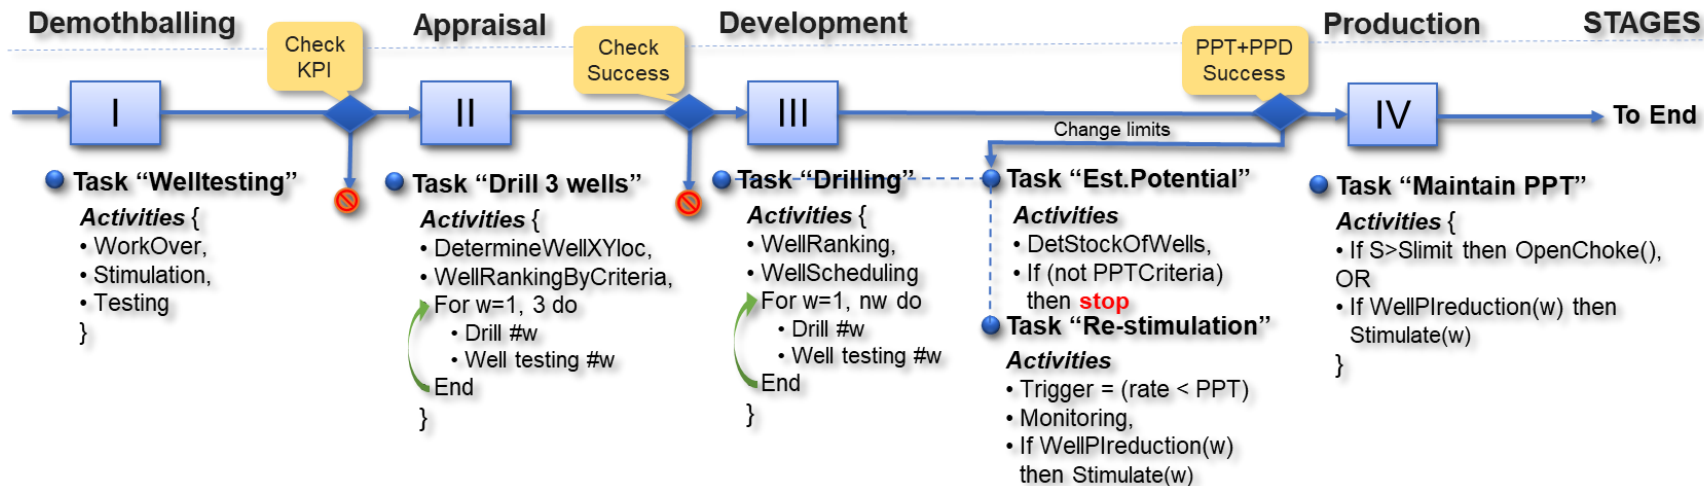 Demothballing
Appraisal
Development
Production
STAGES
Check
KPI
Check
Success
PPT+PPD
Success
I
II
III
IV
To End
Change limits
Task “Welltesting”
Activities {
• WorkOver,
• Stimulation,
• Testing
}
Task “Drill 3 wells”
Activities {
• DetermineWellXYloc,
• WellRankingByCriteria,
• For w=1, 3 do
• Drill #w
• Well testing #w
End
}
Task “Drilling”
Activities {
• WellRanking,
• WellScheduling
For w=1, nw do
• Drill #w
• Well testing #w
End
}
Task “Est.Potential”
Activities
• DetStockOfWells,
• If (not PPTCriteria)
then stop
Task “Re-stimulation”
Activities
• Trigger = (rate < PPT)
• Monitoring,
• If WellPIreduction(w)
then Stimulate(w)
Task “Maintain PPT”
Activities {
• If S>Slimit then OpenChoke(),
OR
• If WellPIreduction(w) then
Stimulate(w)
}